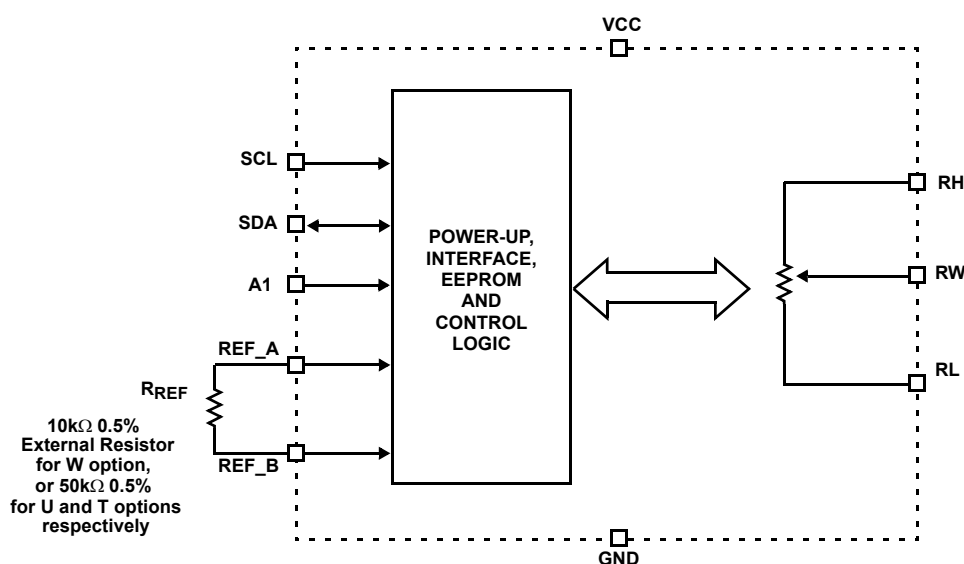 VCC
SCL
SDA
A1
REF_A
RREF
REF_B
10kΩ 0.5%
External Resistor
for W option,
or 50kΩ 0.5%
for U and T options
respectively
POWER-UP,
INTERFACE,
EEPROM
AND
CONTROL
LOGIC
RH
RW
RL
GND